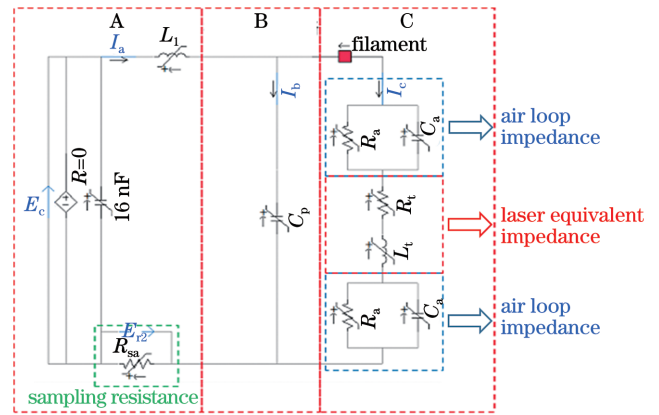 A
B
C
I_a
L_1
filament
I_b
I_c
R_a
C_a
air loop
impedance
R=0
16 nF
E_c
C_p
R_t
L_t
laser equivalent
impedance
E_r2
R_sa
R_a
C_a
air loop
impedance
sampling resistance